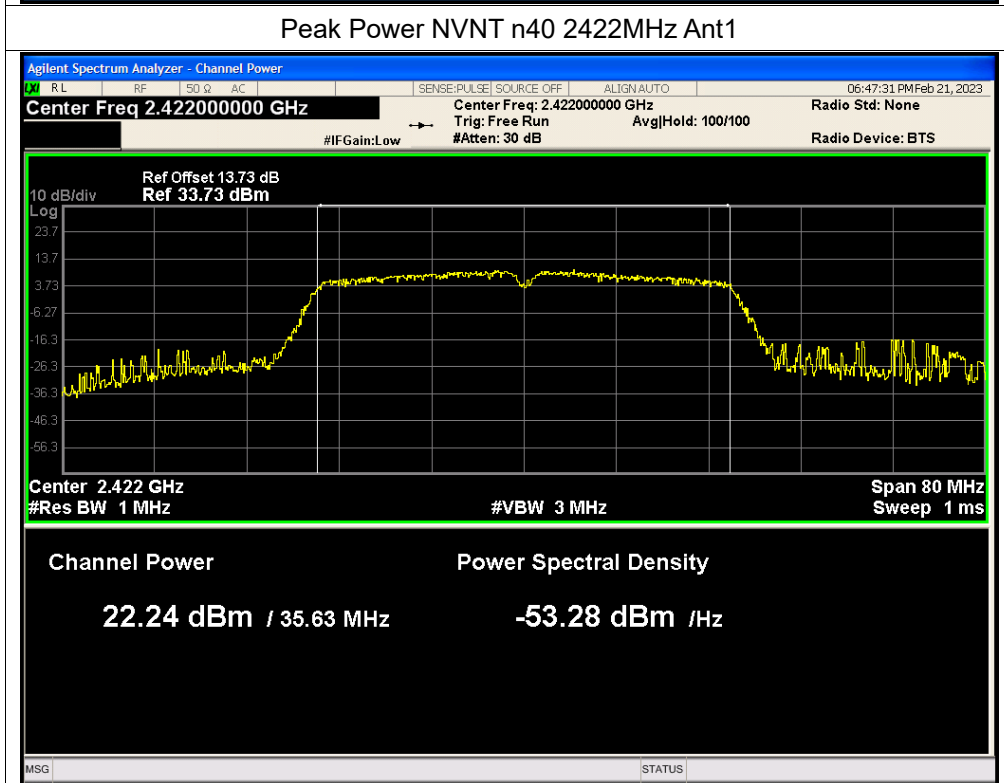 Peak Power NVNT n40 2422MHz Ant1
Agilent Spectrum Analyzer - Channel Power
LXI RL RF 50 Ω AC SENSE:PULSE SOURCE OFF ALIGN AUTO 06:47:31 PM Feb 21, 2023
Center Freq 2.422000000 GHz Center Freq: 2.422000000 GHz Radio Std: None
Trig: Free Run Avg|Hold: 100/100
#IFGain:Low #Atten: 30 dB Radio Device: BTS
Ref Offset 13.73 dB
10 dB/div Ref 33.73 dBm
Log
23.7
13.7
3.73
-6.27
-16.3
-26.3
-36.3
-46.3
-56.3
Center 2.422 GHz Span 80 MHz
#Res BW 1 MHz #VBW 3 MHz Sweep 1 ms
Channel Power Power Spectral Density
22.24 dBm / 35.63 MHz -53.28 dBm /Hz
MSG STATUS